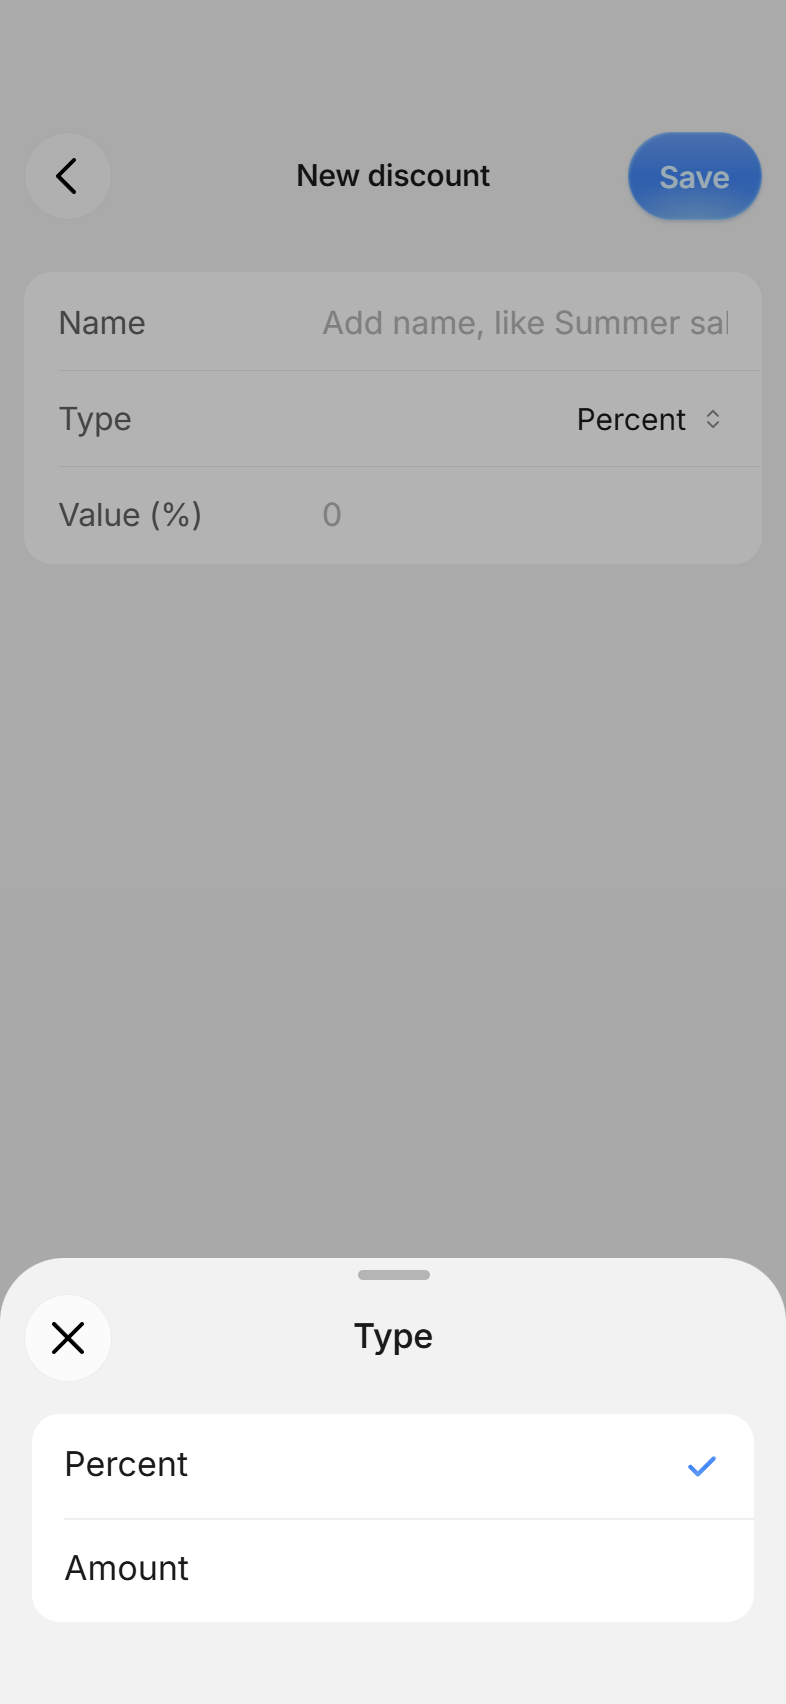 New discount
Save
Name
Add name, like Summer sal
Type
Percent
Value (%)
0
Type
Percent
Amount